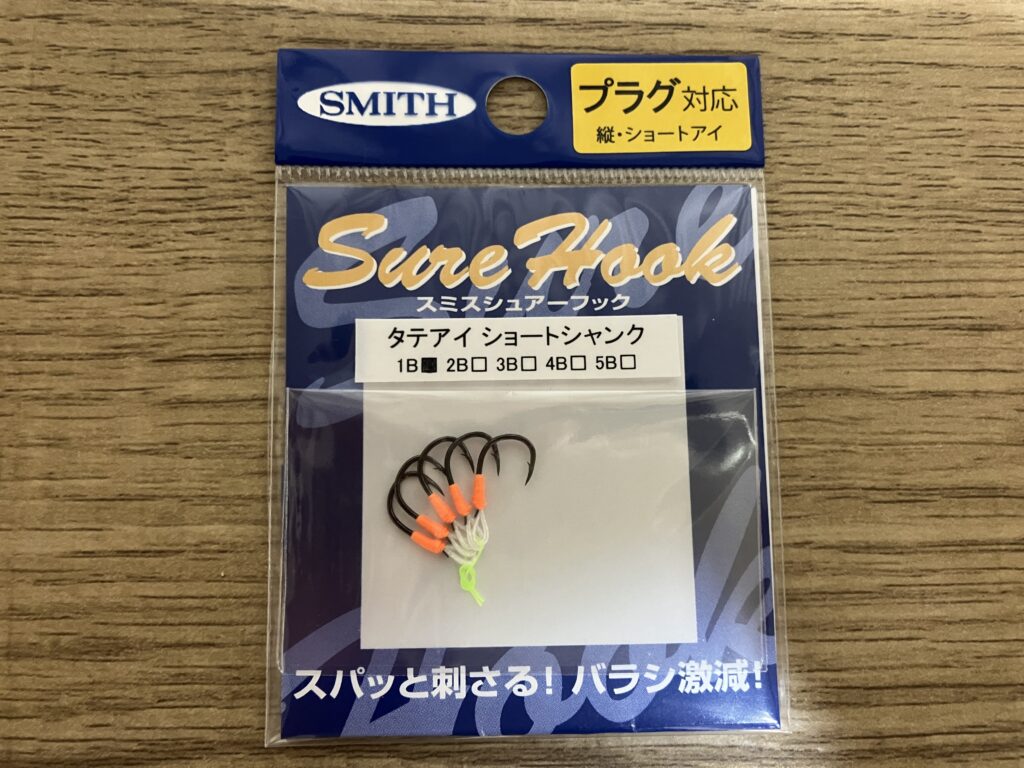 SMITH
プラグ対応
縦・ショートアイ
Sure Hook
スミスシュアーフック
タテアイ ショートシャンク
1B■ 2B□ 3B□ 4B□ 5B□
スパッと刺さる! バラシ激減!